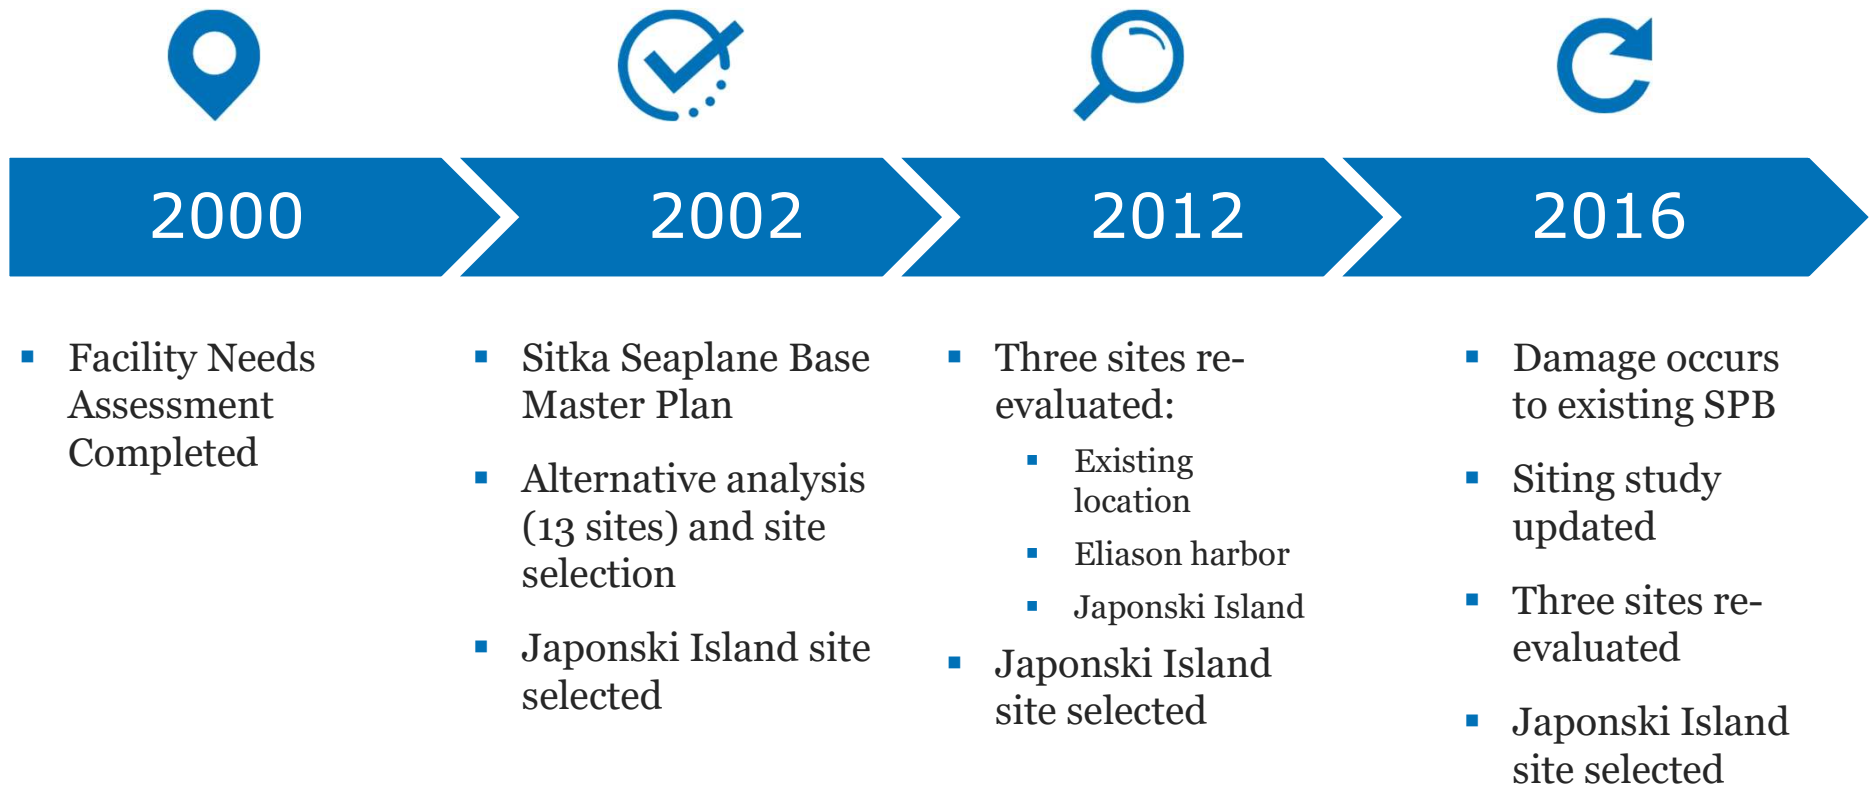 2000
2002
2012
2016
▪ Facility Needs
Assessment
Completed
▪ Sitka Seaplane Base
Master Plan
▪ Alternative analysis
(13 sites) and site
selection
▪ Japonski Island site
selected
▪ Three sites re-
evaluated:
▪ Existing
location
▪ Eliason harbor
▪ Japonski Island
▪ Japonski Island
site selected
▪ Damage occurs
to existing SPB
▪ Siting study
updated
▪ Three sites re-
evaluated
▪ Japonski Island
site selected